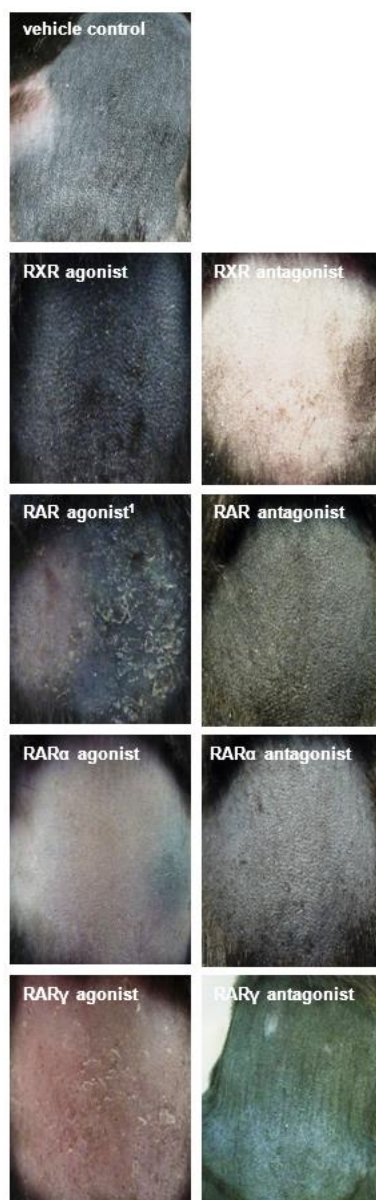 vehicle control
RXR agonist
RXR antagonist
RAR agonist¹
RAR antagonist
RARα agonist
RARα antagonist
RARγ agonist
RARγ antagonist